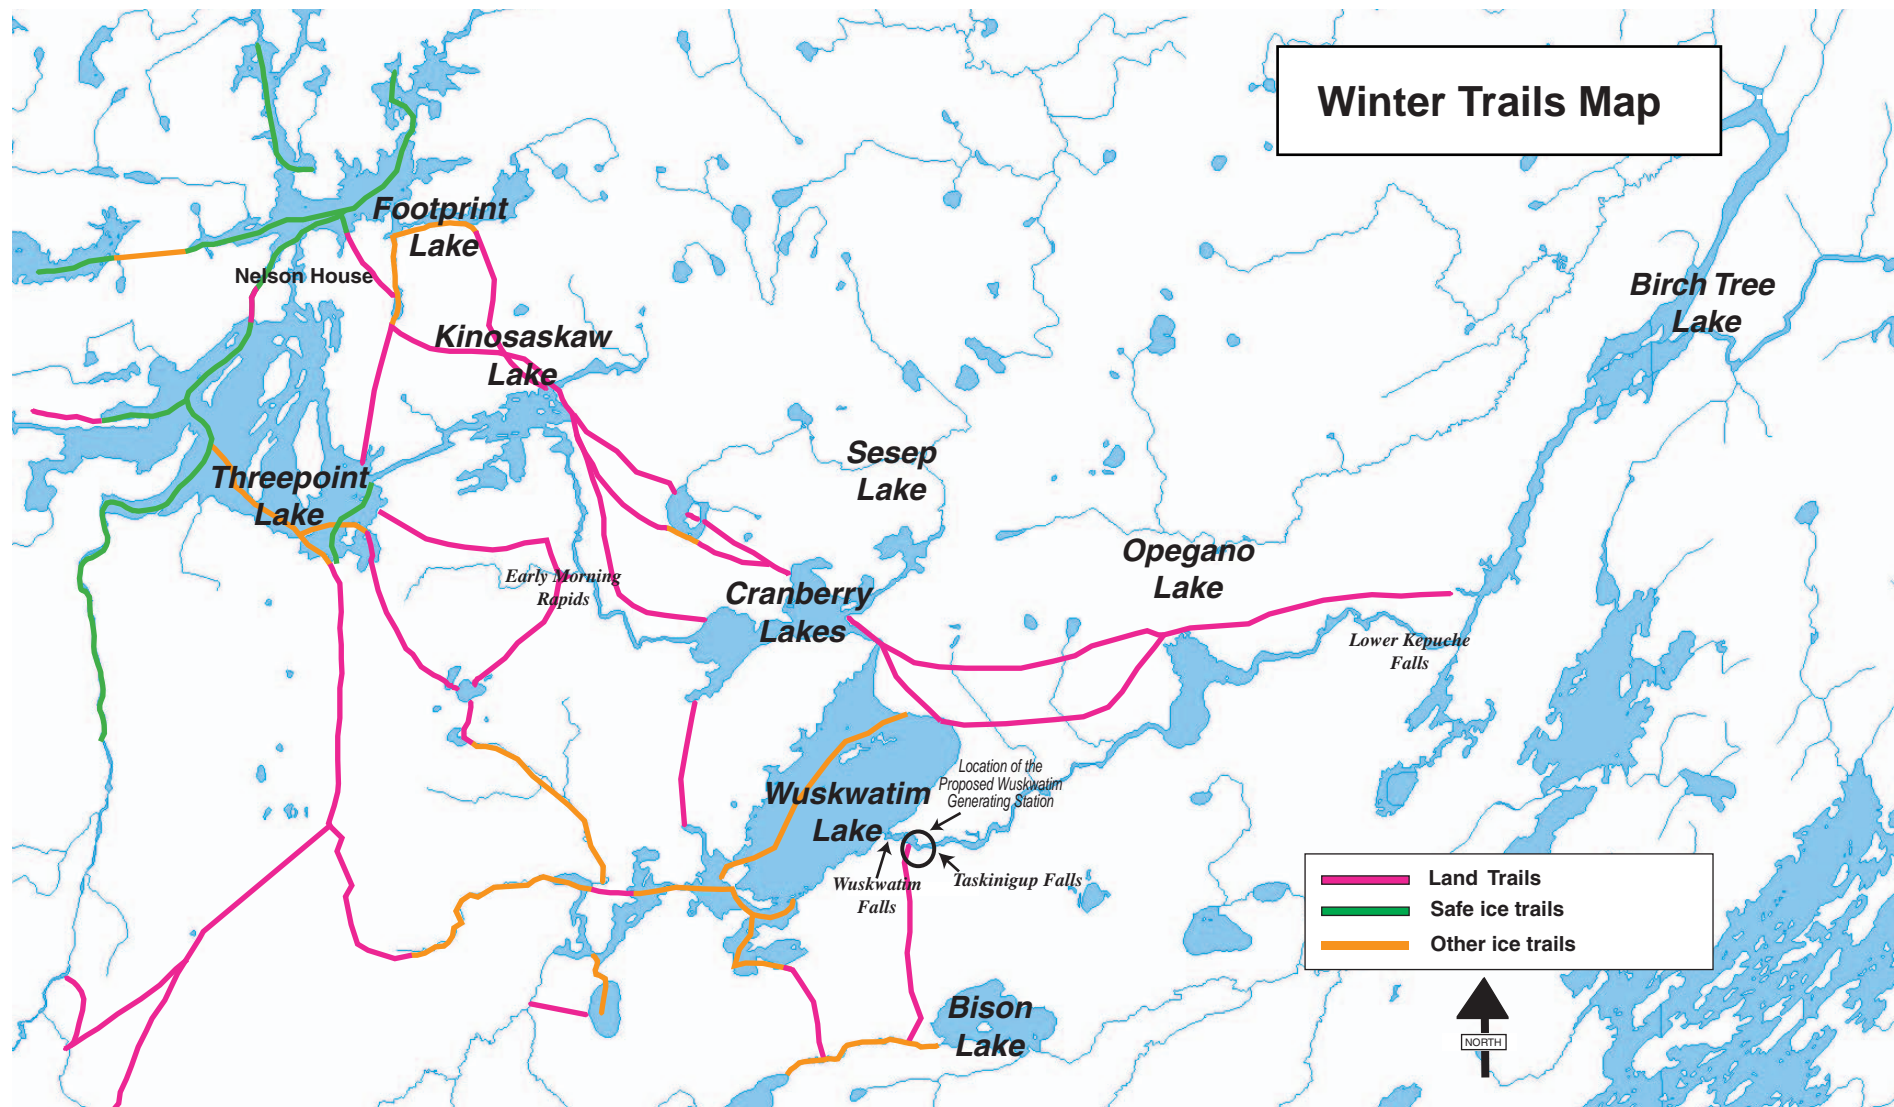 Winter Trails Map
Footprint
Lake
Nelson House
Birch Tree
Lake
Kinosaskaw
Lake
Sesep
Lake
Threepoint
Lake
Opegano
Lake
Early Morning
Rapids
Cranberry
Lakes
Lower Kepuche
Falls
Location of the
Proposed Wuskwatim
Generating Station
Wuskwatim
Lake
Wuskwatim
Falls
Taskinigup Falls
Land Trails
Safe ice trails
Other ice trails
Bison
Lake
NORTH